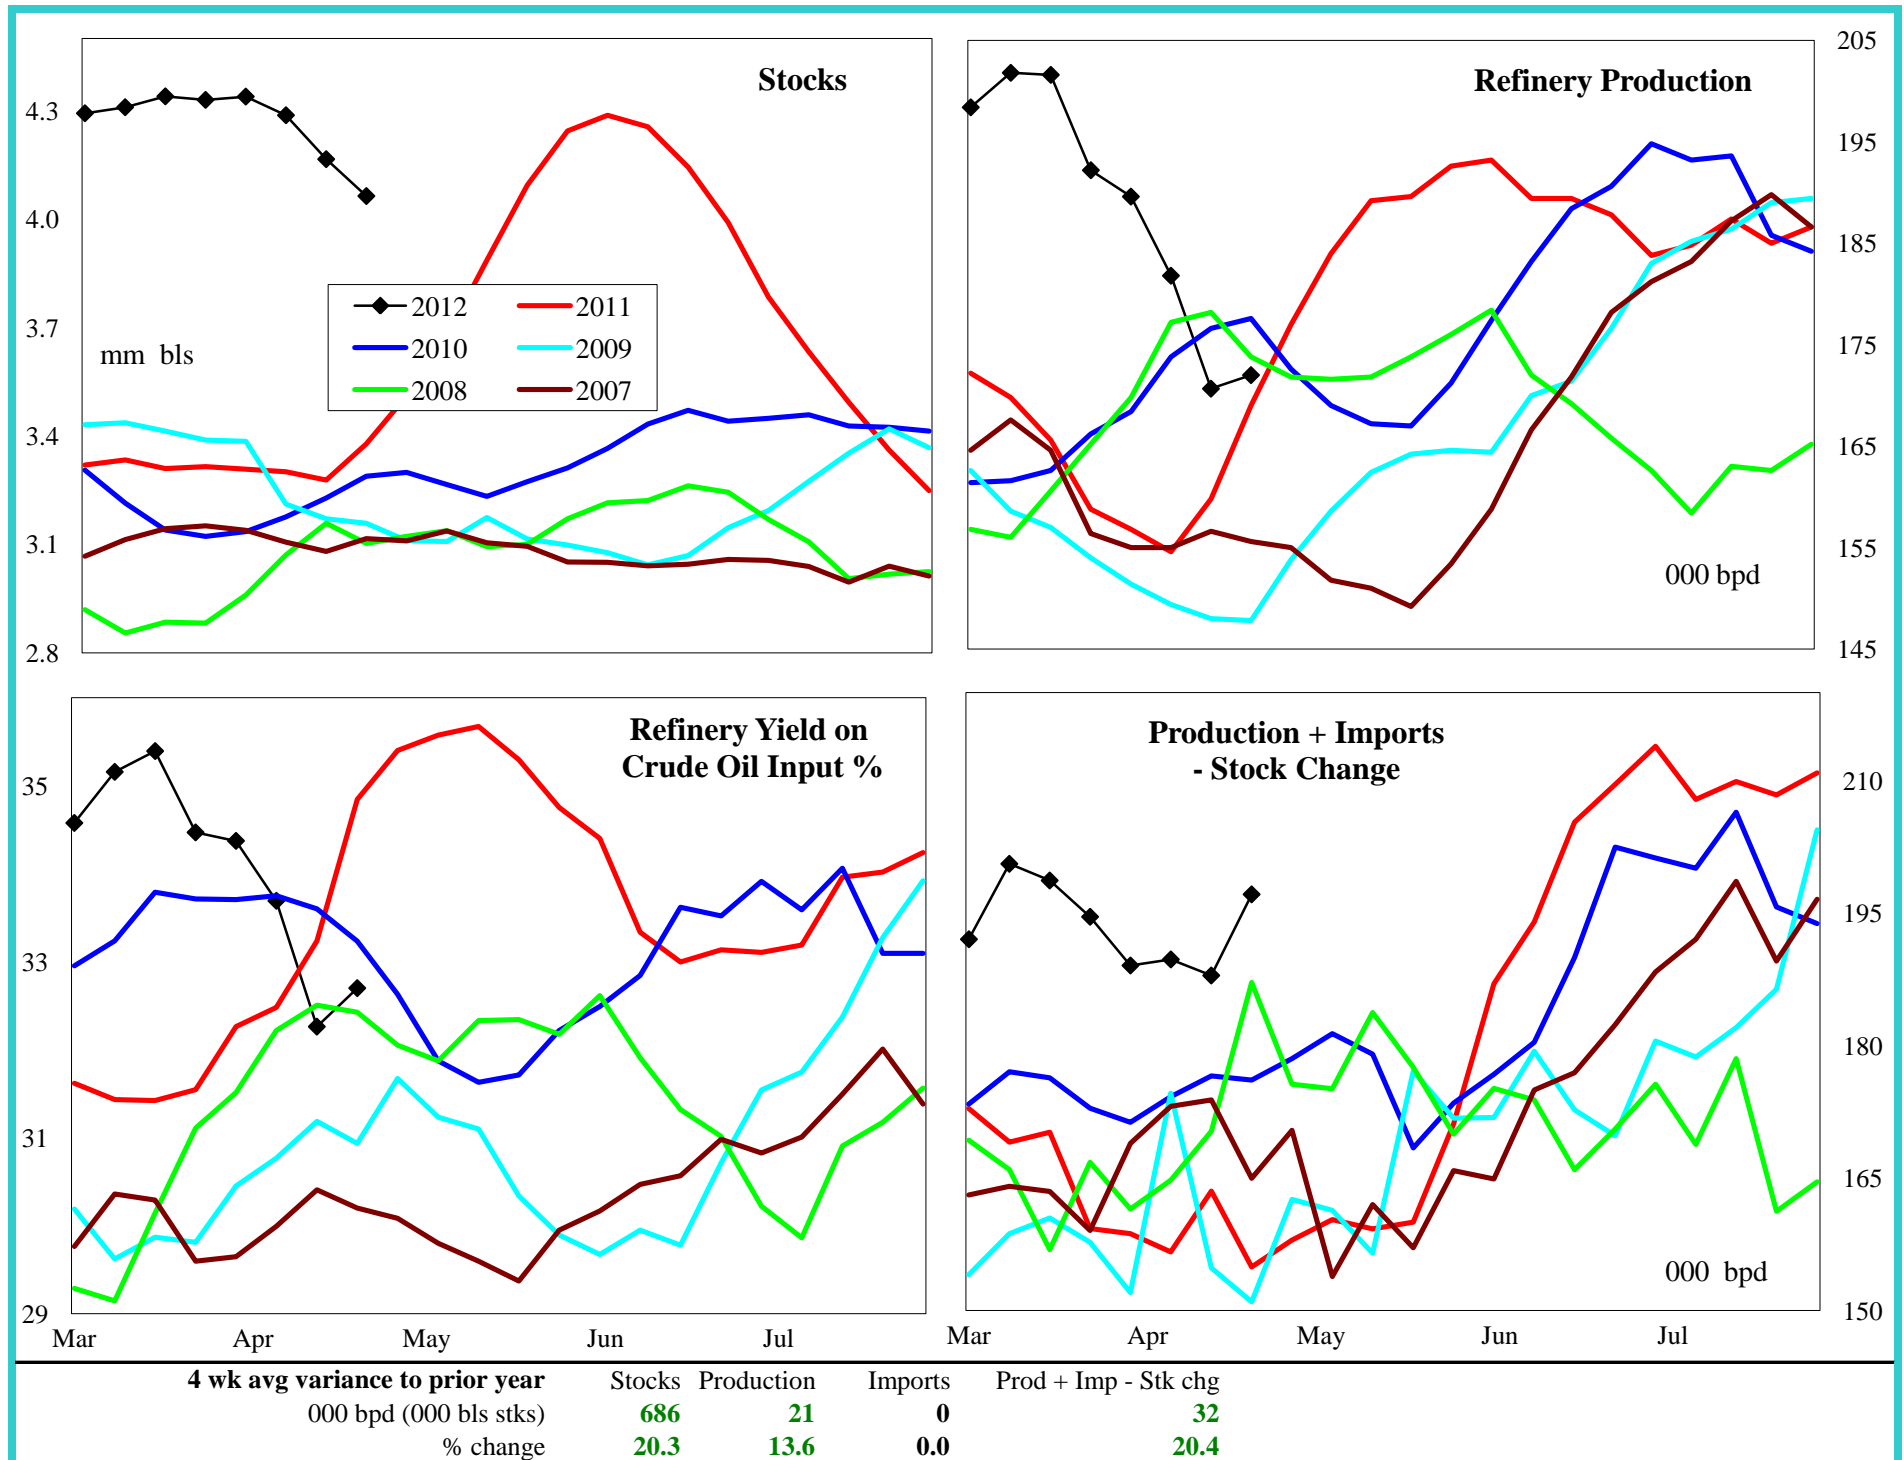 Stocks
4.3
4.0
3.7
3.4
3.1
2.8
mm bls
2012 2011
2010 2009
2008 2007
Refinery Production
205
195
185
175
165
155
145
000 bpd
Refinery Yield on
Crude Oil Input %
35
33
31
29
Mar Apr May Jun Jul
Production + Imports
- Stock Change
210
195
180
165
150
000 bpd
Mar Apr May Jun Jul
4 wk avg variance to prior year Stocks Production Imports Prod + Imp - Stk chg
000 bpd (000 bls stks) 686 21 0 32
% change 20.3 13.6 0.0 20.4